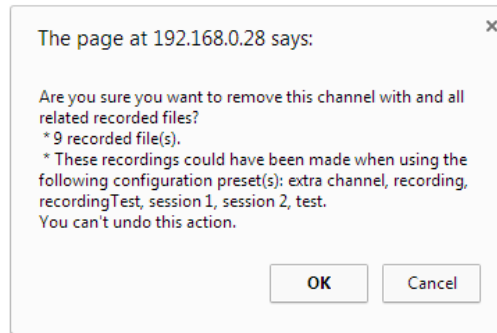 The page at 192.168.0.28 says:
Are you sure you want to remove this channel with and all
related recorded files?
* 9 recorded file(s).
* These recordings could have been made when using the
following configuration preset(s): extra channel, recording,
recordingTest, session 1, session 2, test.
You can't undo this action.
OK
Cancel